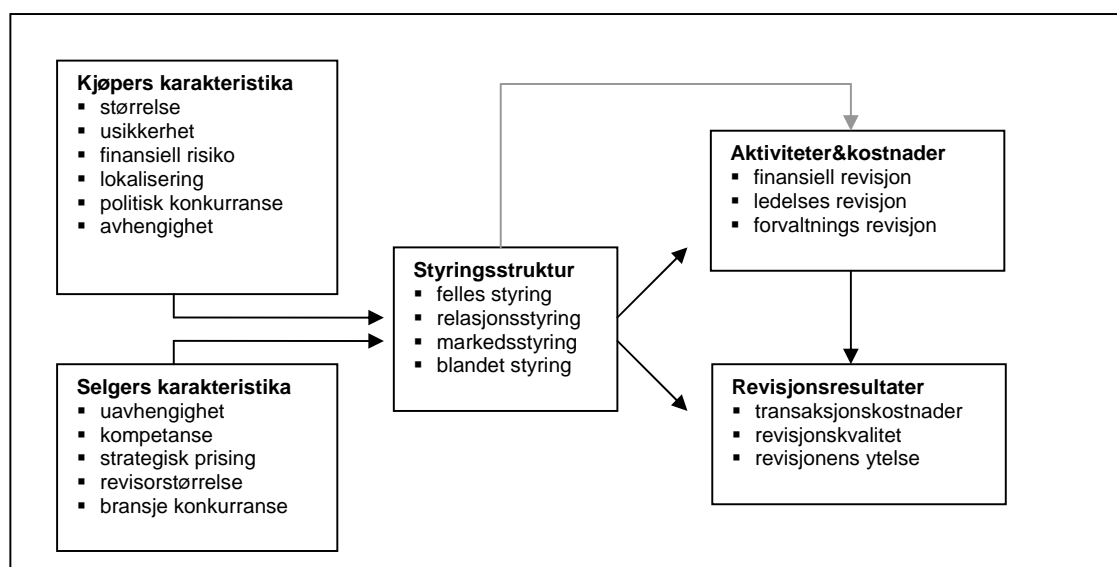 Kjøpers karakteristika
▪ størrelse
▪ usikkerhet
▪ finansiell risiko
▪ lokalisering
▪ politisk konkurranse
▪ avhengighet
Selgers karakteristika
▪ uavhengighet
▪ kompetanse
▪ strategisk prising
▪ revisorstørrelse
▪ bransje konkurranse
Styringsstruktur
▪ felles styring
▪ relasjonsstyring
▪ markedsstyring
▪ blandet styring
Aktiviteter&kostnader
▪ finansiell revisjon
▪ ledelses revisjon
▪ forvaltnings revisjon
Revisjonsresultater
▪ transaksjonskostnader
▪ revisjonskvalitet
▪ revisjonens ytelse